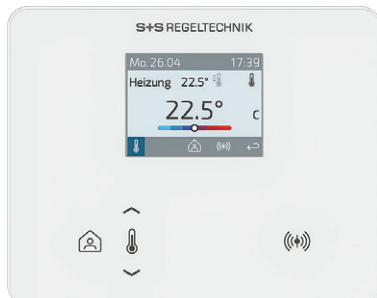 S+S REGELTECHNIK
Mo. 26.04 17:39
Heizung 22.5°
22.5° C